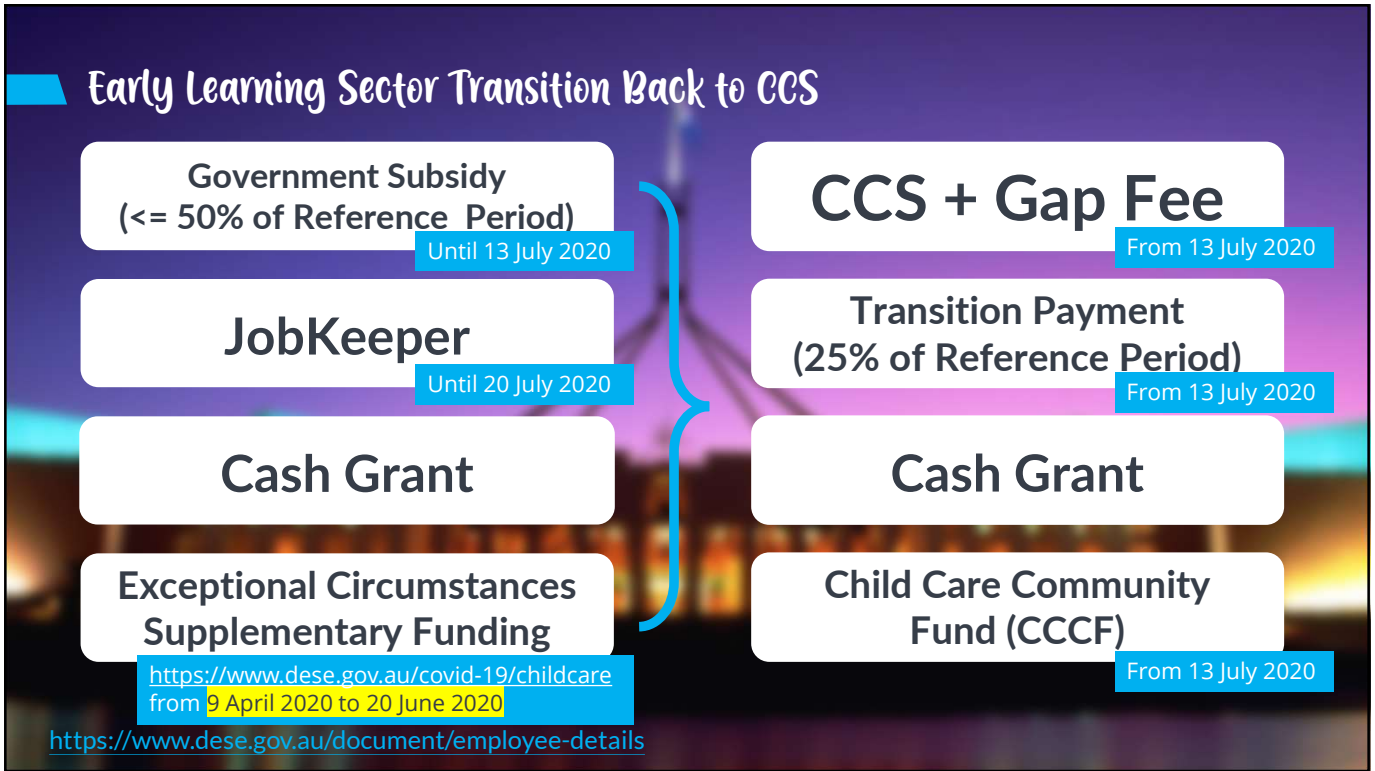 Early Learning Sector Transition Back to CCS
Government Subsidy
(<= 50% of Reference Period)
Until 13 July 2020
JobKeeper
Until 20 July 2020
Cash Grant
Exceptional Circumstances
Supplementary Funding
https://www.dese.gov.au/covid-19/childcare
from 9 April 2020 to 20 June 2020
https://www.dese.gov.au/document/employee-details
CCS + Gap Fee
From 13 July 2020
Transition Payment
(25% of Reference Period)
From 13 July 2020
Cash Grant
Child Care Community
Fund (CCCF)
From 13 July 2020